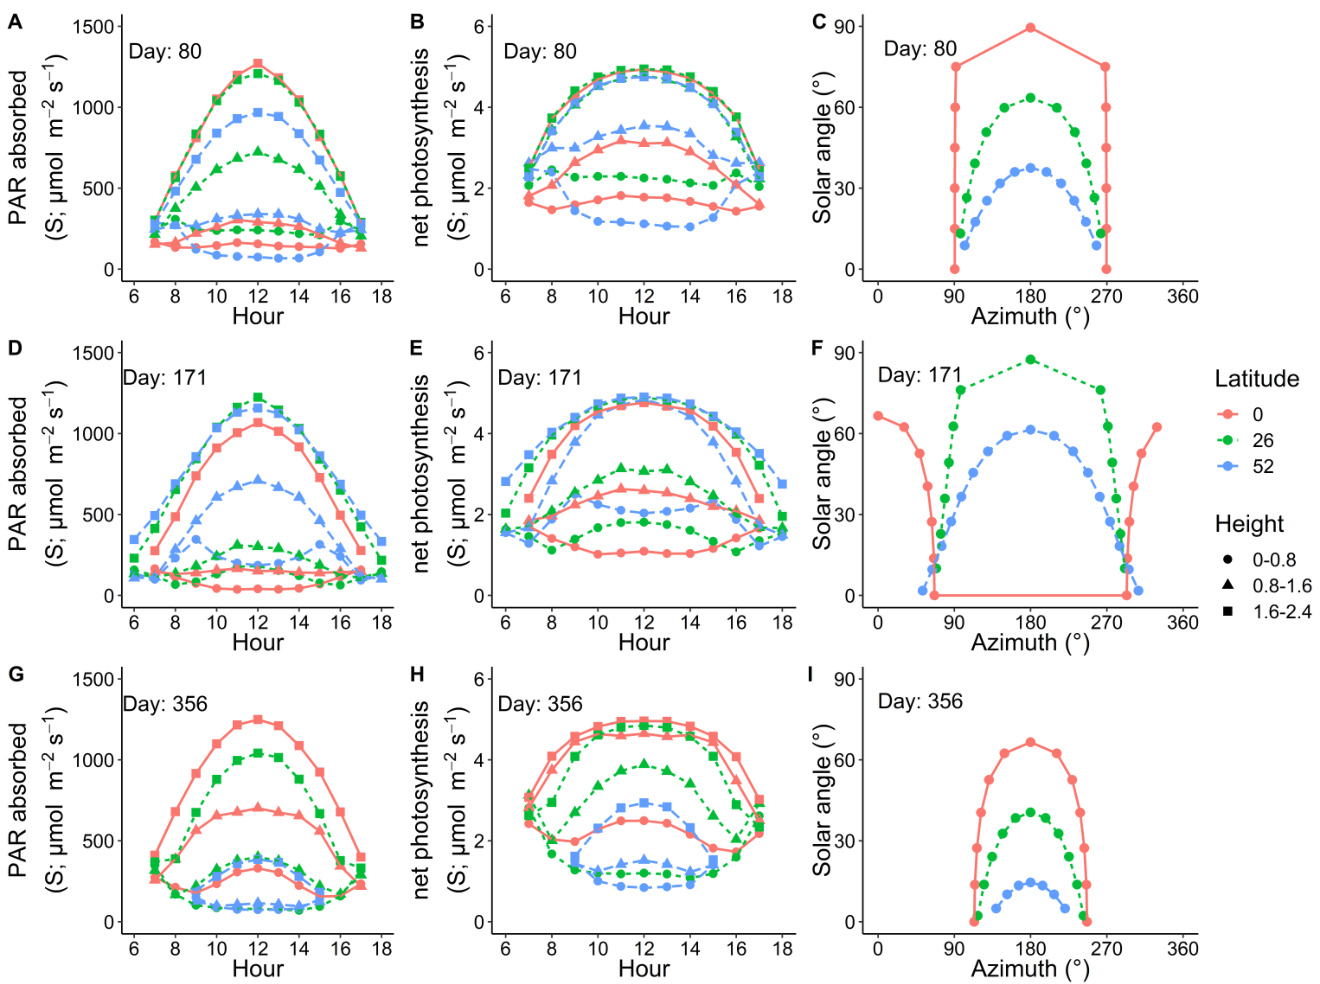 A
PAR absorbed
(S; μmol m−2 s−1)
1500
1000
500
0
Day: 80
6 8 10 12 14 16 18
Hour
B
net photosynthesis
(S; μmol m−2 s−1)
6
4
2
0
Day: 80
6 8 10 12 14 16 18
Hour
C
Solar angle (°)
90
60
30
0
Day: 80
0 90 180 270 360
Azimuth (°)
D
PAR absorbed
(S; μmol m−2 s−1)
1500
1000
500
0
Day: 171
6 8 10 12 14 16 18
Hour
E
net photosynthesis
(S; μmol m−2 s−1)
6
4
2
0
Day: 171
6 8 10 12 14 16 18
Hour
F
Solar angle (°)
90
60
30
0
Day: 171
0 90 180 270 360
Azimuth (°)
Latitude
0
26
52
Height
0-0.8
0.8-1.6
1.6-2.4
G
PAR absorbed
(S; μmol m−2 s−1)
1500
1000
500
0
Day: 356
6 8 10 12 14 16 18
Hour
H
net photosynthesis
(S; μmol m−2 s−1)
6
4
2
0
Day: 356
6 8 10 12 14 16 18
Hour
I
Solar angle (°)
90
60
30
0
Day: 356
0 90 180 270 360
Azimuth (°)